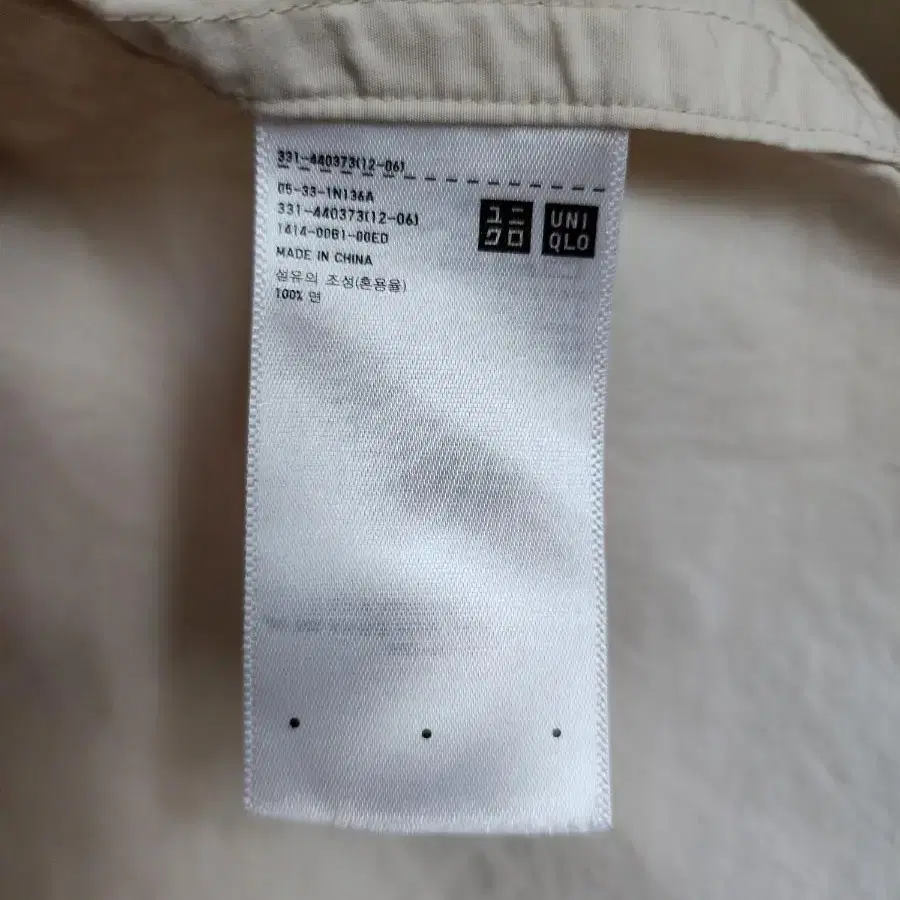 331-440373(12-06)
05-33-1N136A
331-440373(12-06)
1414-00B1-00ED
MADE IN CHINA
섬유의 조성(혼용율)
100% 면
ユニ
クロ
UNI
QLO